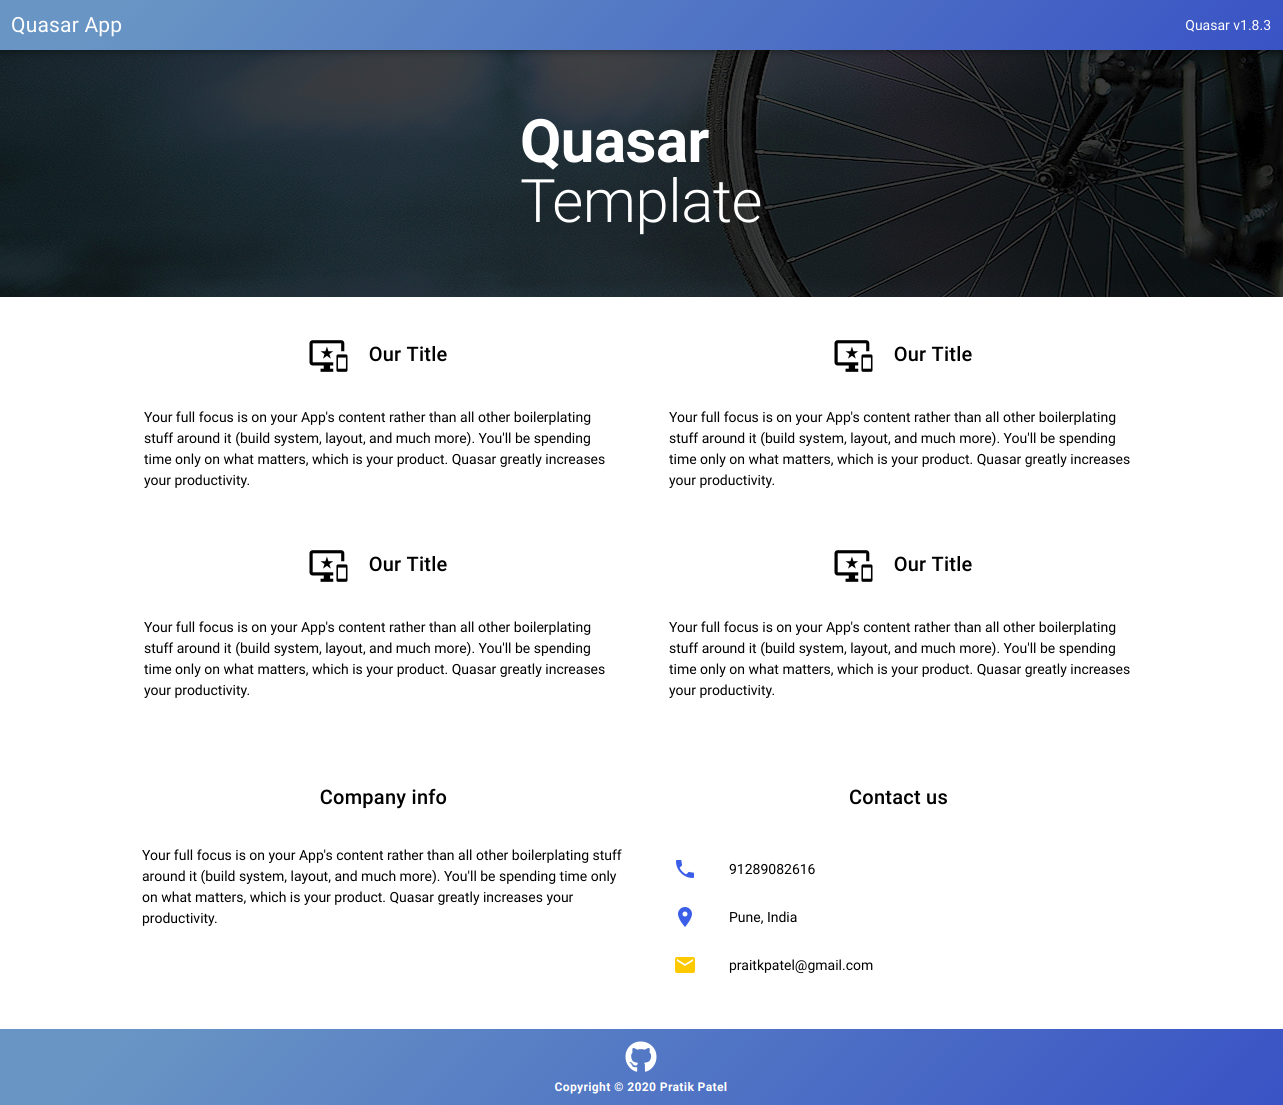 Quasar App
Quasar v1.8.3
Quasar
Template
Our Title
Your full focus is on your App's content rather than all other boilerplating
stuff around it (build system, layout, and much more). You'll be spending
time only on what matters, which is your product. Quasar greatly increases
your productivity.
Our Title
Your full focus is on your App's content rather than all other boilerplating
stuff around it (build system, layout, and much more). You'll be spending
time only on what matters, which is your product. Quasar greatly increases
your productivity.
Our Title
Your full focus is on your App's content rather than all other boilerplating
stuff around it (build system, layout, and much more). You'll be spending
time only on what matters, which is your product. Quasar greatly increases
your productivity.
Our Title
Your full focus is on your App's content rather than all other boilerplating
stuff around it (build system, layout, and much more). You'll be spending
time only on what matters, which is your product. Quasar greatly increases
your productivity.
Company info
Your full focus is on your App's content rather than all other boilerplating stuff
around it (build system, layout, and much more). You'll be spending time only
on what matters, which is your product. Quasar greatly increases your
productivity.
Contact us
91289082616
Pune, India
praitkpatel@gmail.com
Copyright © 2020 Pratik Patel